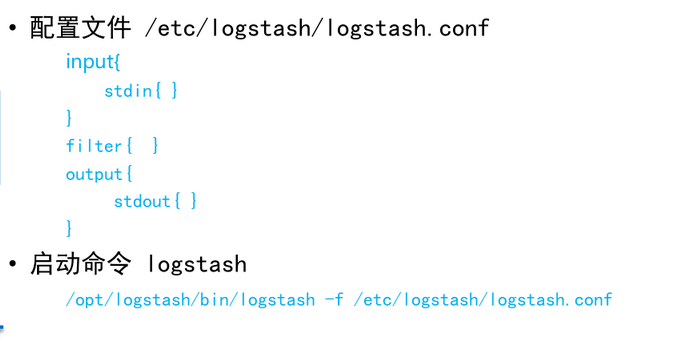 • 配置文件 /etc/logstash/logstash.conf
input{
stdin{ }
}
filter{  }
output{
stdout{ }
}
• 启动命令 logstash
/opt/logstash/bin/logstash -f /etc/logstash/logstash.conf